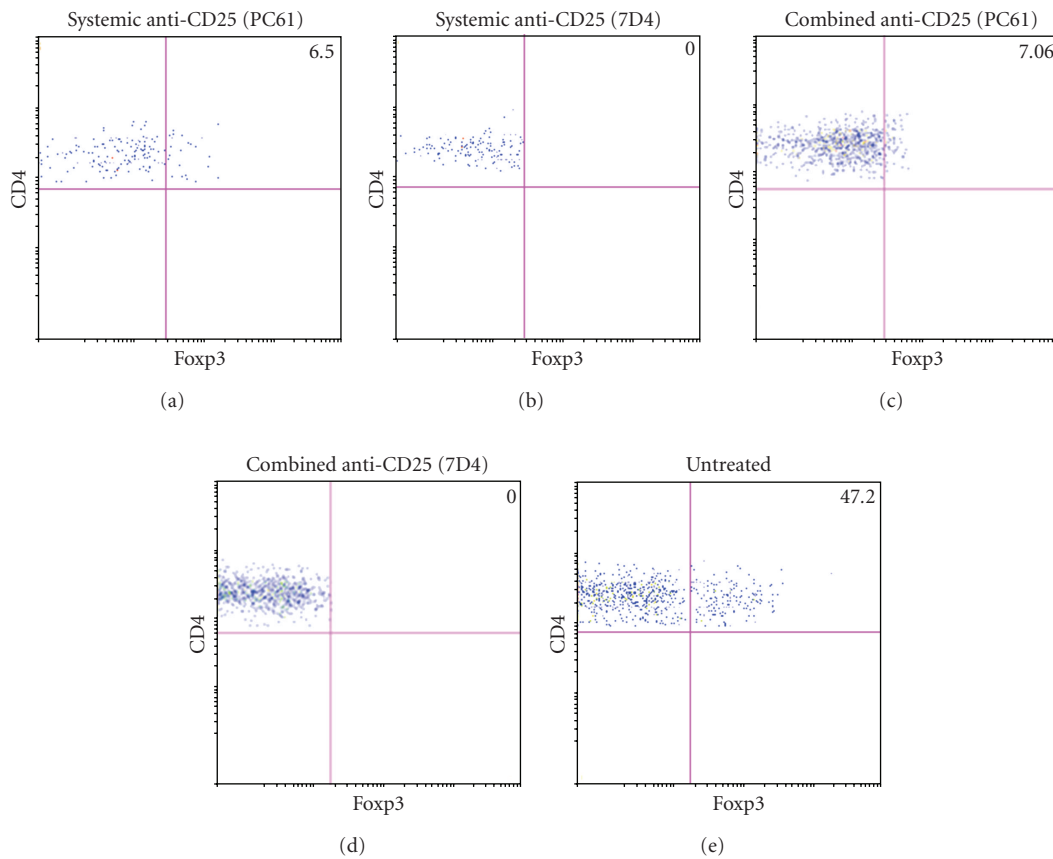 Systemic anti-CD25 (PC61)
6.5
CD4
Foxp3
(a)
Systemic anti-CD25 (7D4)
0
CD4
Foxp3
(b)
Combined anti-CD25 (PC61)
7.06
CD4
Foxp3
(c)
Combined anti-CD25 (7D4)
0
CD4
Foxp3
(d)
Untreated
47.2
CD4
Foxp3
(e)